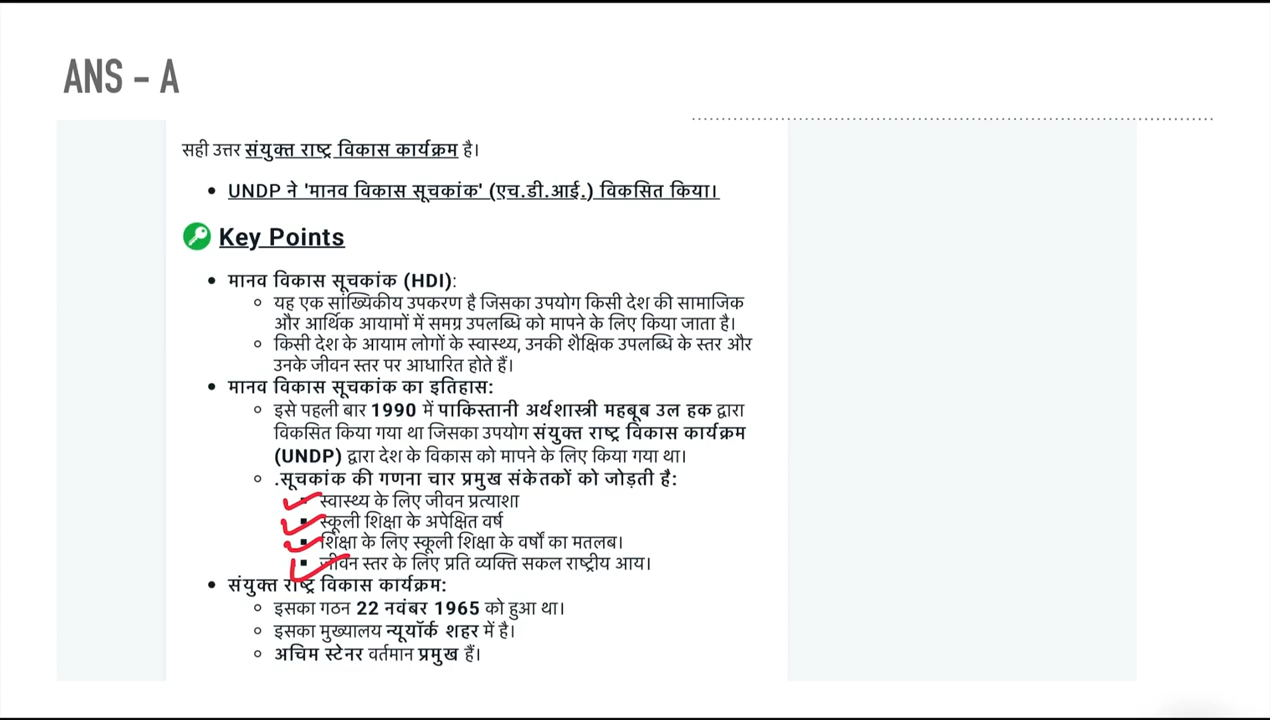 ANS – A
सही उत्तर संयुक्त राष्ट्र विकास कार्यक्रम है।
• UNDP ने 'मानव विकास सूचकांक' (एच.डी.आई.) विकसित किया।
Key Points
• मानव विकास सूचकांक (HDI):
◦ यह एक सांख्यिकीय उपकरण है जिसका उपयोग किसी देश की सामाजिक
और आर्थिक आयामों में समग्र उपलब्धि को मापने के लिए किया जाता है।
◦ किसी देश के आयाम लोगों के स्वास्थ्य, उनकी शैक्षिक उपलब्धि के स्तर और
उनके जीवन स्तर पर आधारित होते हैं।
• मानव विकास सूचकांक का इतिहास:
◦ इसे पहली बार 1990 में पाकिस्तानी अर्थशास्त्री महबूब उल हक द्वारा
विकसित किया गया था जिसका उपयोग संयुक्त राष्ट्र विकास कार्यक्रम
(UNDP) द्वारा देश के विकास को मापने के लिए किया गया था।
◦ .सूचकांक की गणना चार प्रमुख संकेतकों को जोड़ती है:
▪ स्वास्थ्य के लिए जीवन प्रत्याशा
▪ स्कूली शिक्षा के अपेक्षित वर्ष
▪ शिक्षा के लिए स्कूली शिक्षा के वर्षों का मतलब।
▪ जीवन स्तर के लिए प्रति व्यक्ति सकल राष्ट्रीय आय।
• संयुक्त राष्ट्र विकास कार्यक्रम:
◦ इसका गठन 22 नवंबर 1965 को हुआ था।
◦ इसका मुख्यालय न्यूयॉर्क शहर में है।
◦ अचिम स्टेनर वर्तमान प्रमुख हैं।